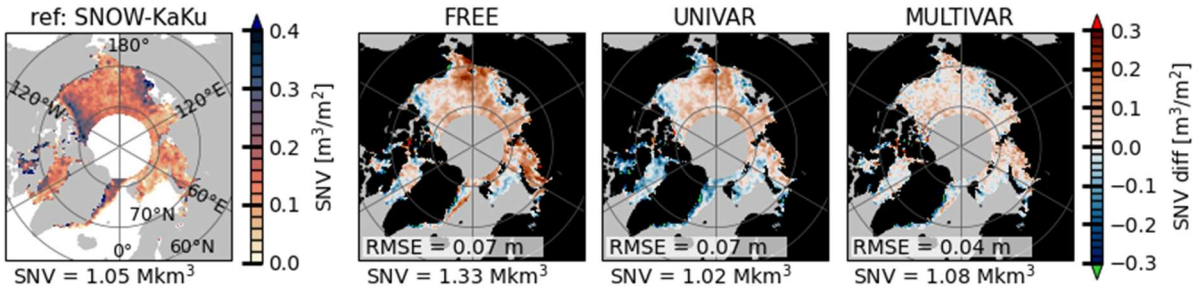 ref: SNOW-KaKu
180°
120°W
120°E
60°E
70°N
60°N
0°
SNV = 1.05 Mkm³
0.4
0.3
0.2
0.1
0.0
SNV [m³/m²]
FREE
RMSE = 0.07 m
SNV = 1.33 Mkm³
UNIVAR
RMSE = 0.07 m
SNV = 1.02 Mkm³
MULTIVAR
RMSE = 0.04 m
SNV = 1.08 Mkm³
0.3
0.2
0.1
0.0
−0.1
−0.2
−0.3
SNV diff [m³/m²]